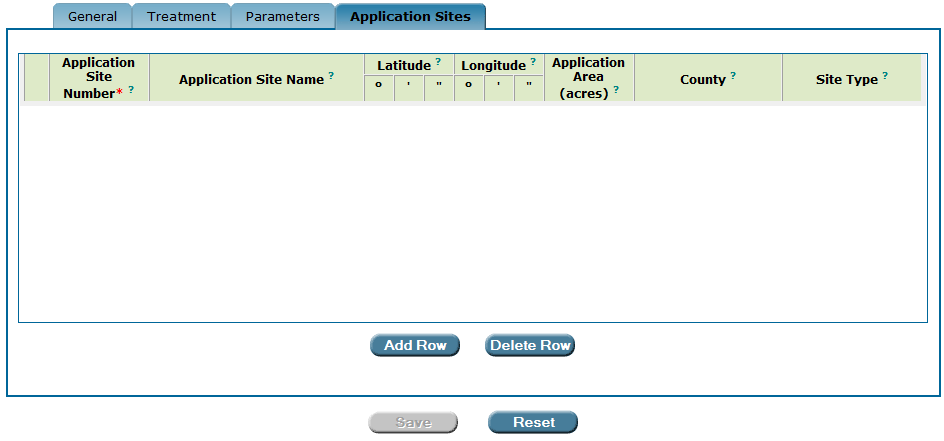 General Treatment Parameters Application Sites
Application Site Number* ? Application Site Name ? Latitude ? Longitude ? Application Area (acres) ? County ? Site Type ?
o ' " o ' "
Add Row Delete Row
Save Reset